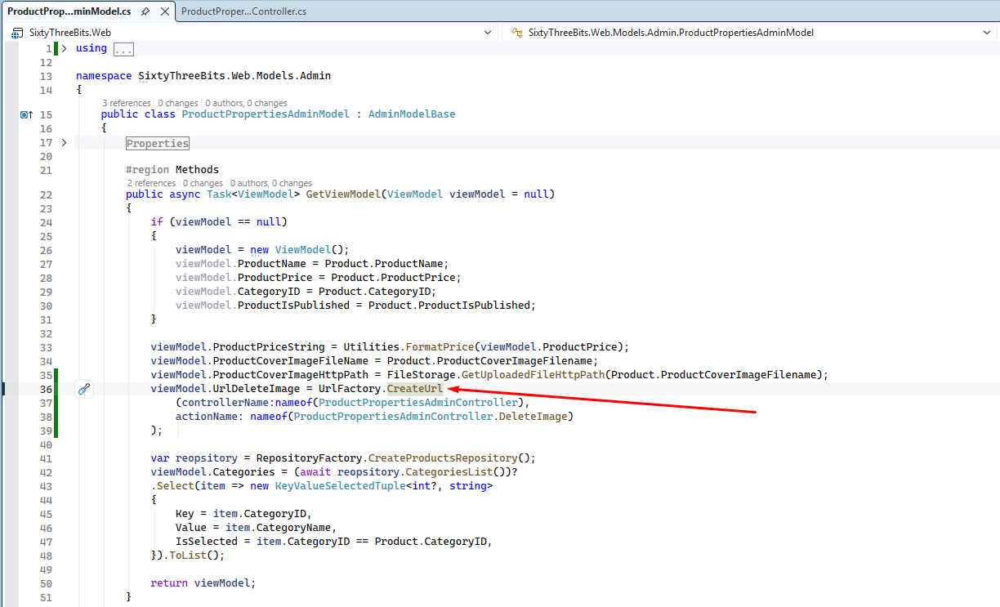 ProductProp...minModel.cs ProductProper...Controller.cs
SixtyThreeBits.Web SixtyThreeBits.Web.Models.Admin.ProductPropertiesAdminModel
1 using ...
12
13 namespace SixtyThreeBits.Web.Models.Admin
14 {
3 references | 0 changes | 0 authors, 0 changes
15 public class ProductPropertiesAdminModel : AdminModelBase
16 {
17 Properties
20
21 #region Methods
2 references | 0 changes | 0 authors, 0 changes
22 public async Task<ViewModel> GetViewModel(ViewModel viewModel = null)
23 {
24 if (viewModel == null)
25 {
26 viewModel = new ViewModel();
27 viewModel.ProductName = Product.ProductName;
28 viewModel.ProductPrice = Product.ProductPrice;
29 viewModel.CategoryID = Product.CategoryID;
30 viewModel.ProductIsPublished = Product.ProductIsPublished;
31 }
32
33 viewModel.ProductPriceString = Utilities.FormatPrice(viewModel.ProductPrice);
34 viewModel.ProductCoverImageFileName = Product.ProductCoverImageFilename;
35 viewModel.ProductCoverImageHttpPath = FileStorage.GetUploadedFileHttpPath(Product.ProductCoverImageFilename);
36 viewModel.UrlDeleteImage = UrlFactory.CreateUrl
37 (controllerName:nameof(ProductPropertiesAdminController),
38 actionName: nameof(ProductPropertiesAdminController.DeleteImage)
39 );
40
41 var reopsitory = RepositoryFactory.CreateProductsRepository();
42 viewModel.Categories = (await reopsitory.CategoriesList())?
43 .Select(item => new KeyValueSelectedTuple<int?, string>
44 {
45 Key = item.CategoryID,
46 Value = item.CategoryName,
47 IsSelected = item.CategoryID == Product.CategoryID,
48 }).ToList();
49
50 return viewModel;
51 }